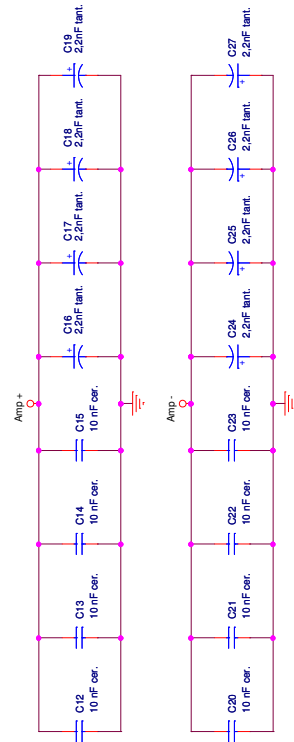 C19
2,2nF tant.
C18
2,2nF tant.
C17
2,2nF tant.
C16
2,2nF tant.
Amp +
C15
10 nF cer.
C14
10 nF cer.
C13
10 nF cer.
C12
10 nF cer.
C27
2,2nF tant.
C26
2,2nF tant.
C25
2,2nF tant.
C24
2,2nF tant.
Amp -
C23
10 nF cer.
C22
10 nF cer.
C21
10 nF cer.
C20
10 nF cer.